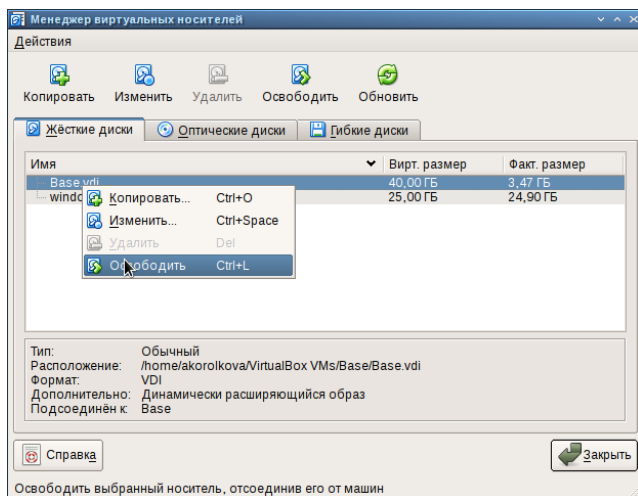 Менеджер виртуальных носителей
Действия
Копировать Изменить Удалить Освободить Обновить
Жёсткие диски Оптические диски Гибкие диски
Имя Вирт. размер Факт. размер
Base.vdi 40,00 ГБ 3,47 ГБ
windo 25,00 ГБ 24,90 ГБ
Копировать... Ctrl+O
Изменить... Ctrl+Space
Удалить Del
Освободить Ctrl+L
Тип: Обычный
Расположение: /home/akorolkova/VirtualBox VMs/Base/Base.vdi
Формат: VDI
Дополнительно: Динамически расширяющийся образ
Подсоединён к: Base
Справка Закрыть
Освободить выбранный носитель, отсоединив его от машин